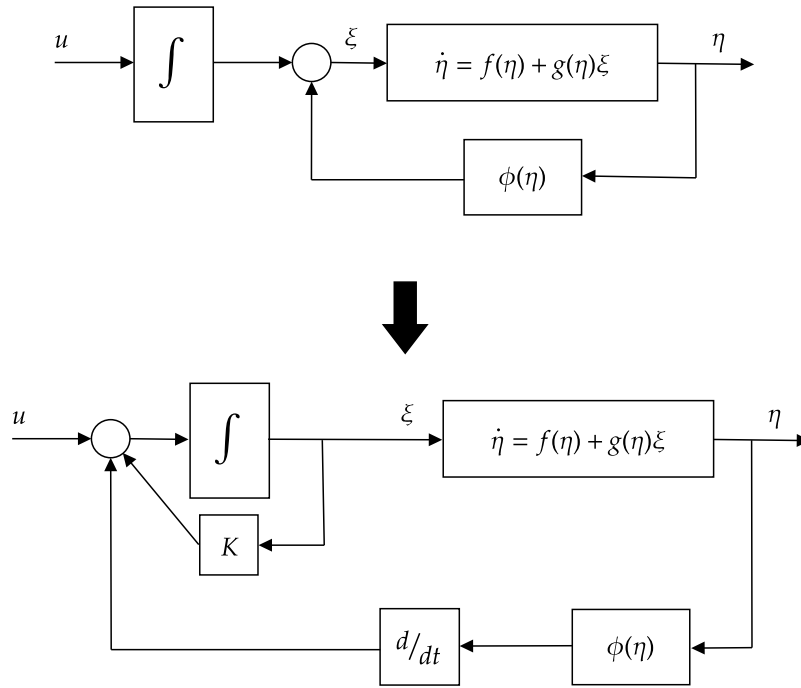 u
∫
ξ
η̇ = f(η) + g(η)ξ
η
ϕ(η)
u
∫
ξ
η̇ = f(η) + g(η)ξ
η
K
d/dt
ϕ(η)